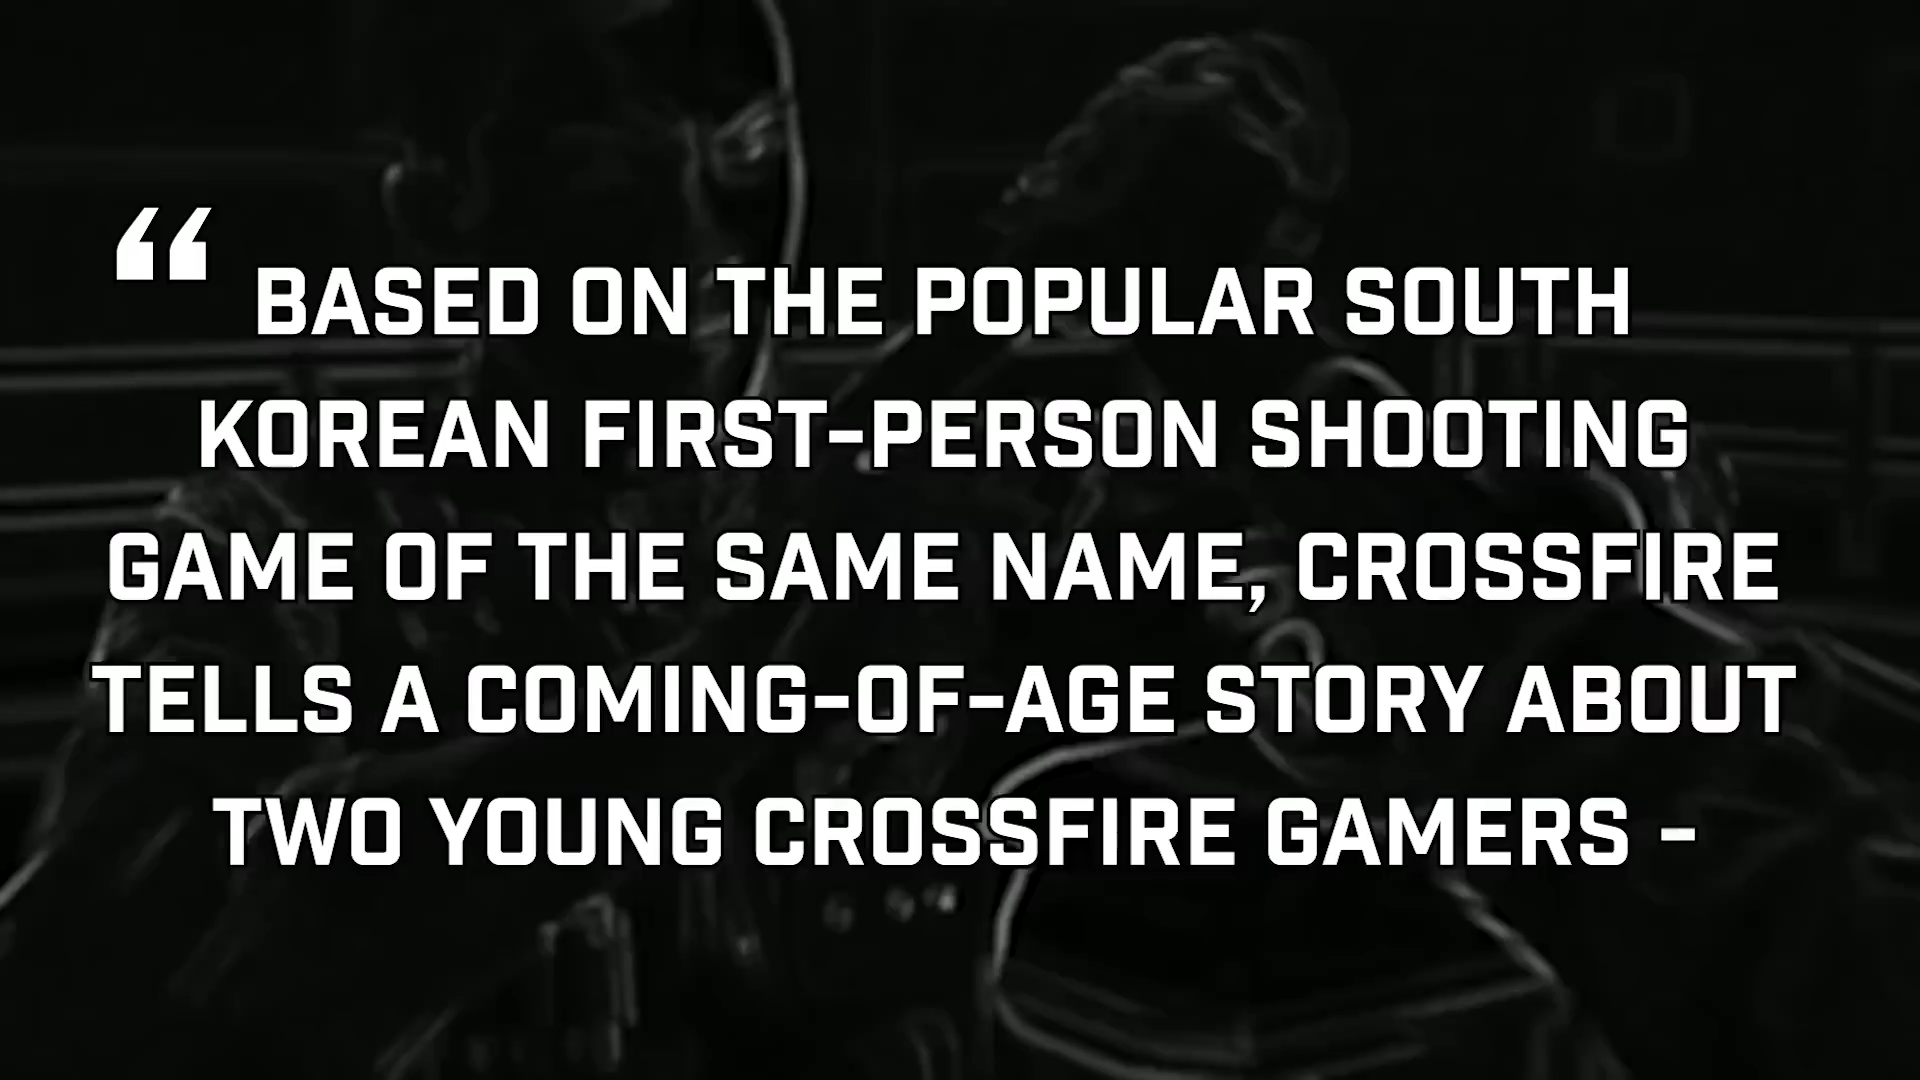 “ BASED ON THE POPULAR SOUTH
KOREAN FIRST-PERSON SHOOTING
GAME OF THE SAME NAME, CROSSFIRE
TELLS A COMING-OF-AGE STORY ABOUT
TWO YOUNG CROSSFIRE GAMERS –